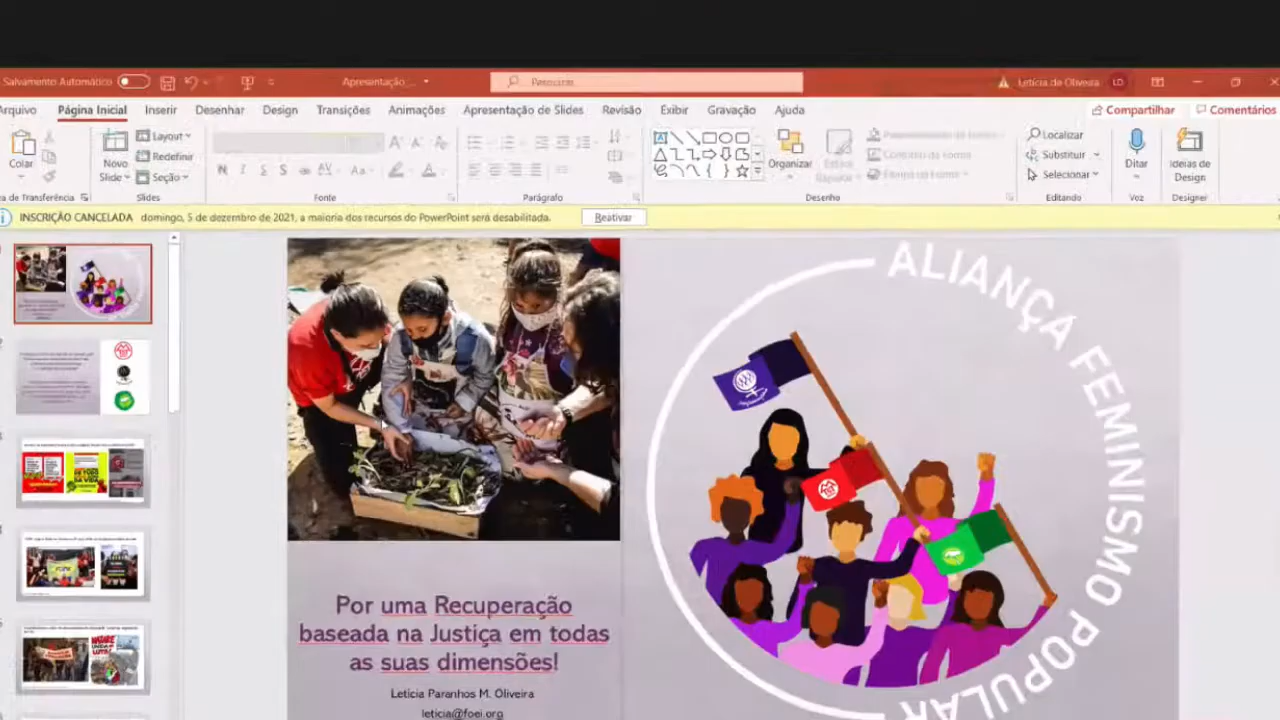 Salvamento Automático
Apresentação...
Pesquisar
Letícia de Oliveira
LO
Arquivo
Página Inicial
Inserir
Desenhar
Design
Transições
Animações
Apresentação de Slides
Revisão
Exibir
Gravação
Ajuda
Compartilhar
Comentários
Colar
Novo
Slide
Layout
Redefinir
Seção
Organizar
Localizar
Substituir
Selecionar
Ditar
Ideias de
Design
de Transferência
Slides
Fonte
Parágrafo
Desenho
Editando
Voz
Designer
INSCRIÇÃO CANCELADA domingo, 5 de dezembro de 2021, a maioria dos recursos do PowerPoint será desabilitada.
Reativar
ALIANÇA FEMINISMO POPULAR
Por uma Recuperação
baseada na Justiça em todas
as suas dimensões!
Letícia Paranhos M. Oliveira
leticia@foei.org